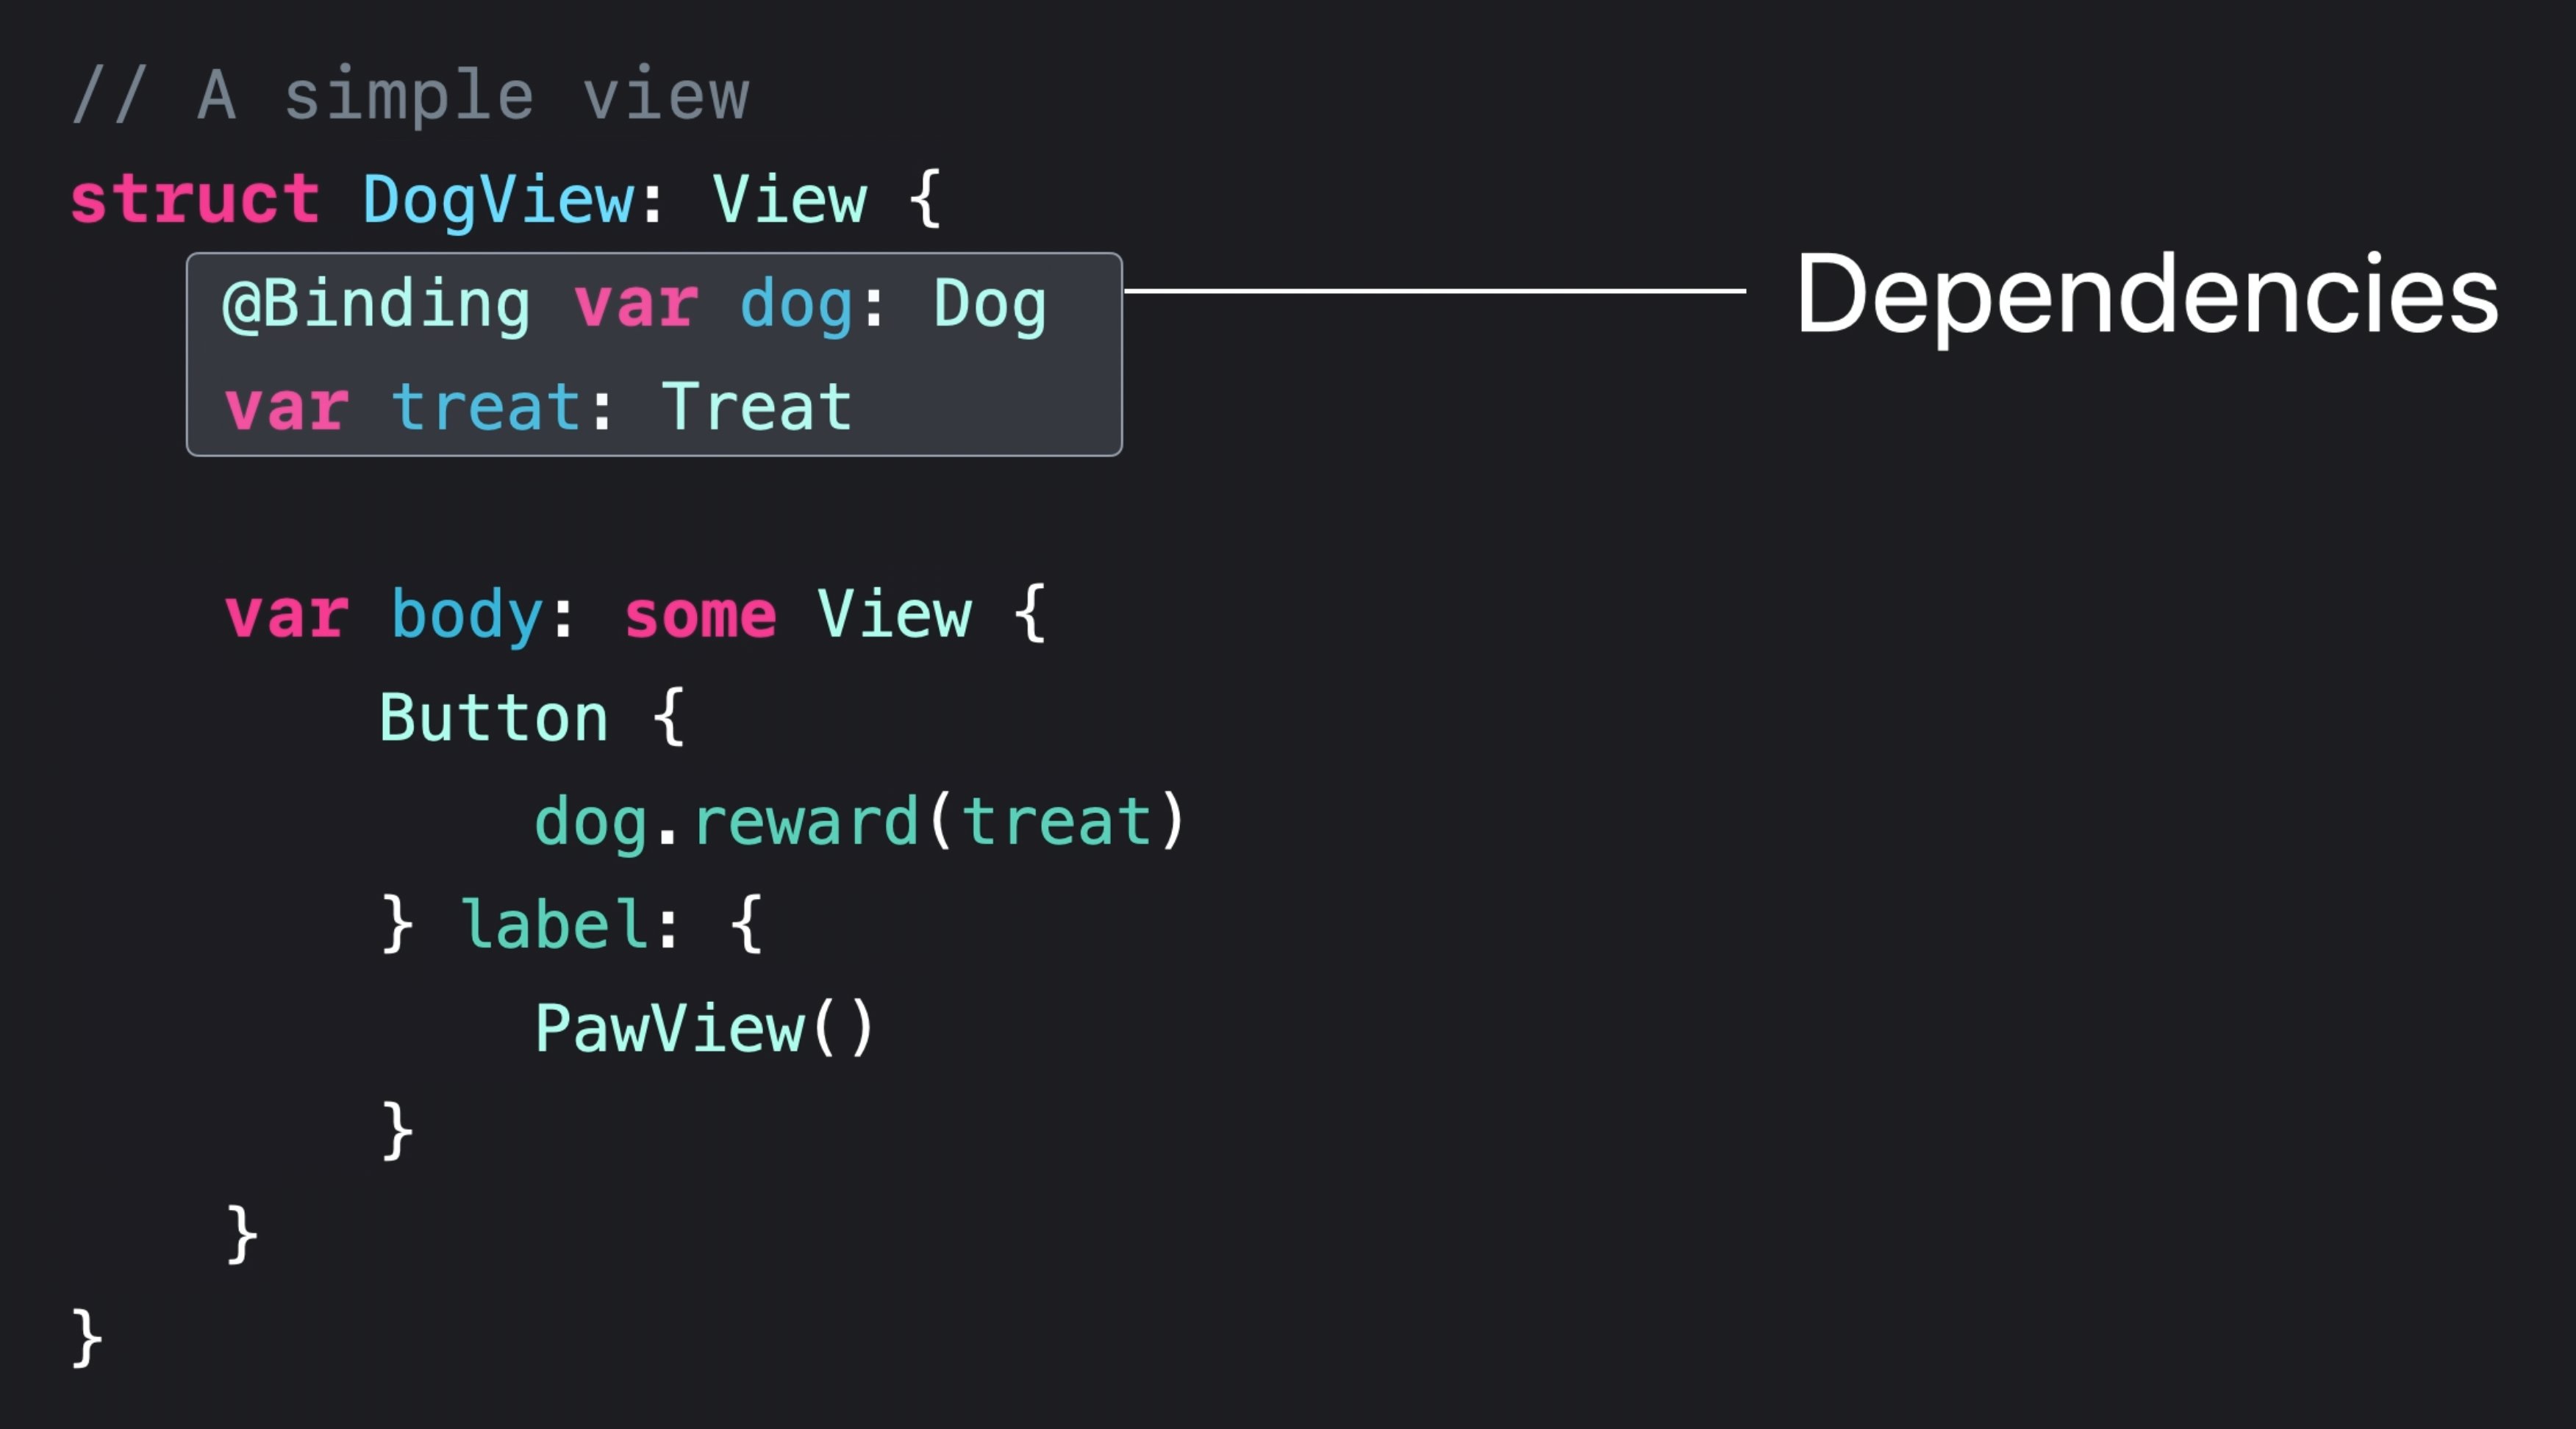 // A simple view
struct DogView: View {
    @Binding var dog: Dog
    var treat: Treat
Dependencies
    var body: some View {
        Button {
            dog.reward(treat)
        } label: {
            PawView()
        }
    }
}